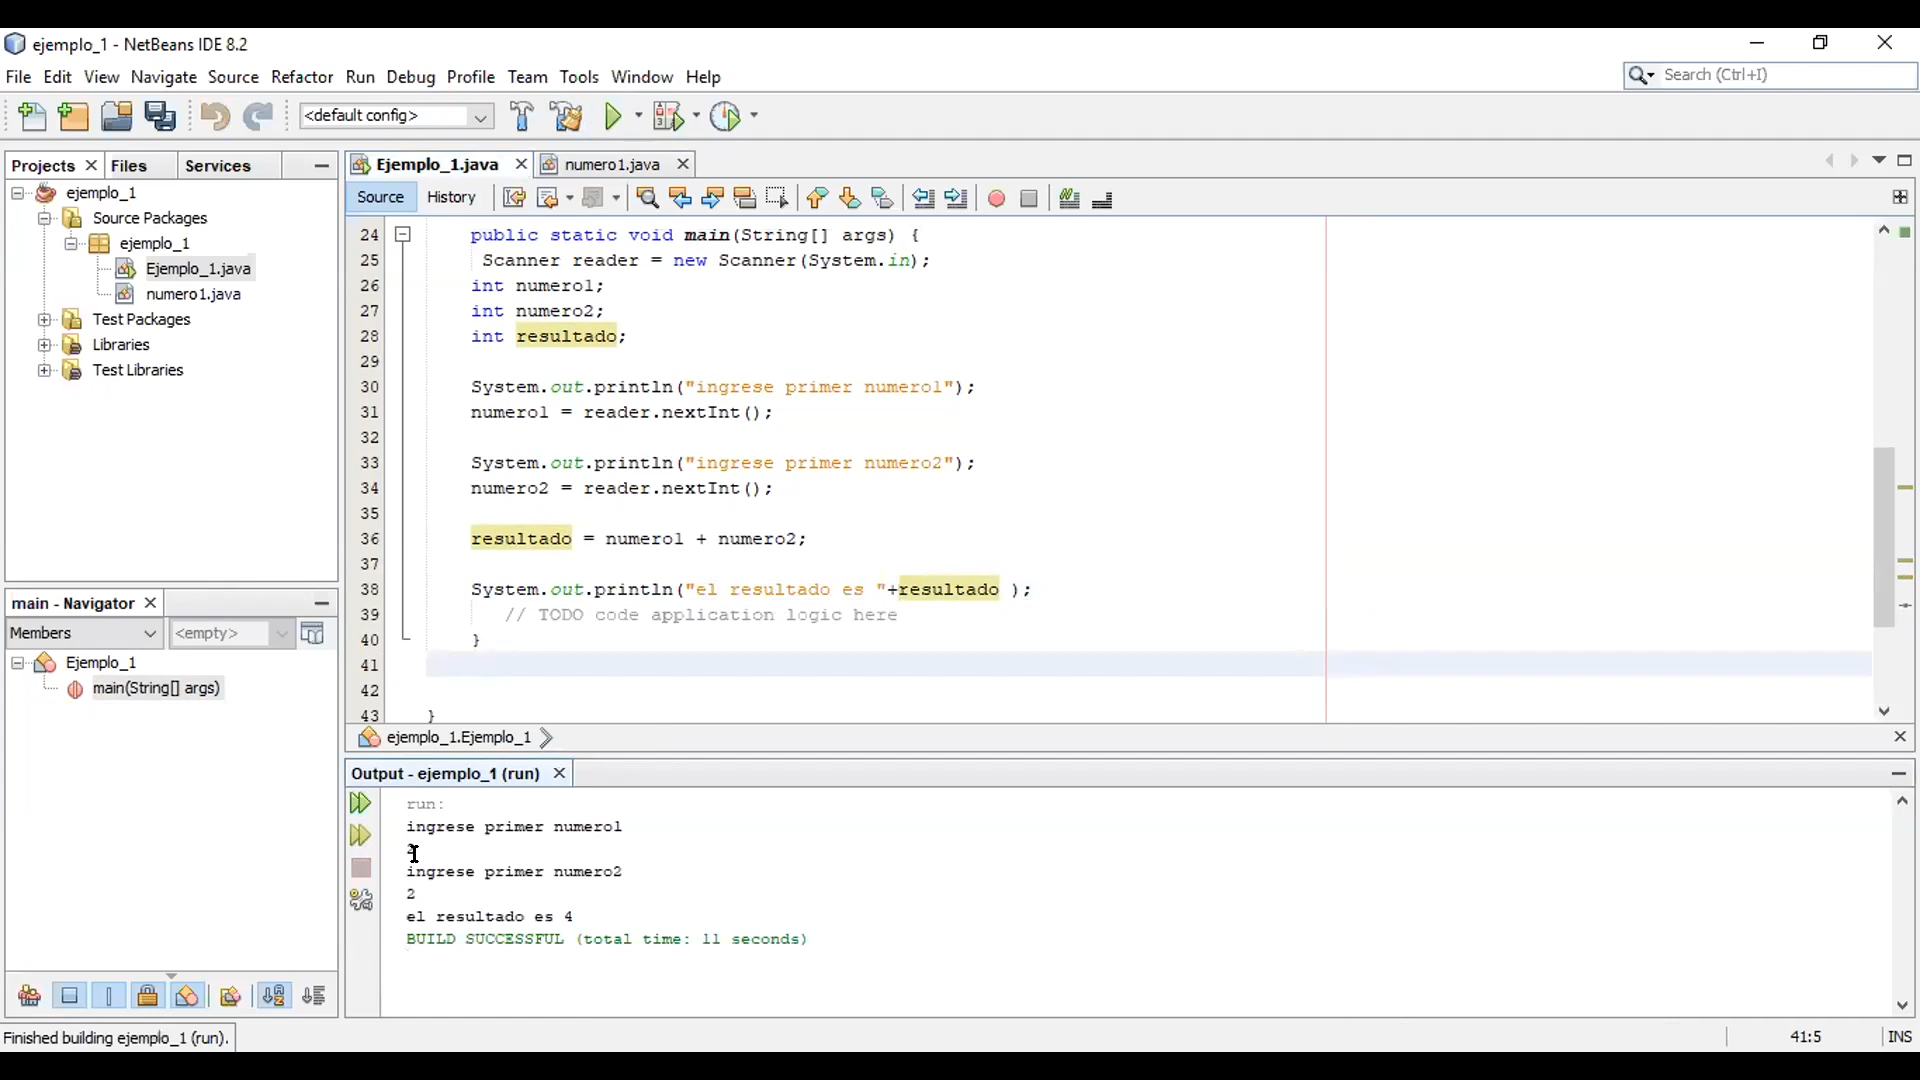 ejemplo_1 - NetBeans IDE 8.2
File Edit View Navigate Source Refactor Run Debug Profile Team Tools Window Help
Search (Ctrl+I)
<default config>
Projects Files Services
ejemplo_1
Source Packages
ejemplo_1
Ejemplo_1.java
numero1.java
Test Packages
Libraries
Test Libraries
main - Navigator
Members <empty>
Ejemplo_1
main(String[] args)
Ejemplo_1.java numero1.java
Source History
24 public static void main(String[] args) {
25 Scanner reader = new Scanner(System.in);
26 int numero1;
27 int numero2;
28 int resultado;
29
30 System.out.println("ingrese primer numero1");
31 numero1 = reader.nextInt();
32
33 System.out.println("ingrese primer numero2");
34 numero2 = reader.nextInt();
35
36 resultado = numero1 + numero2;
37
38 System.out.println("el resultado es "+resultado );
39 // TODO code application logic here
40 }
41
42
43 }
ejemplo_1.Ejemplo_1
Output - ejemplo_1 (run)
run:
ingrese primer numero1
ingrese primer numero2
2
el resultado es 4
BUILD SUCCESSFUL (total time: 11 seconds)
Finished building ejemplo_1 (run).
41:5 INS